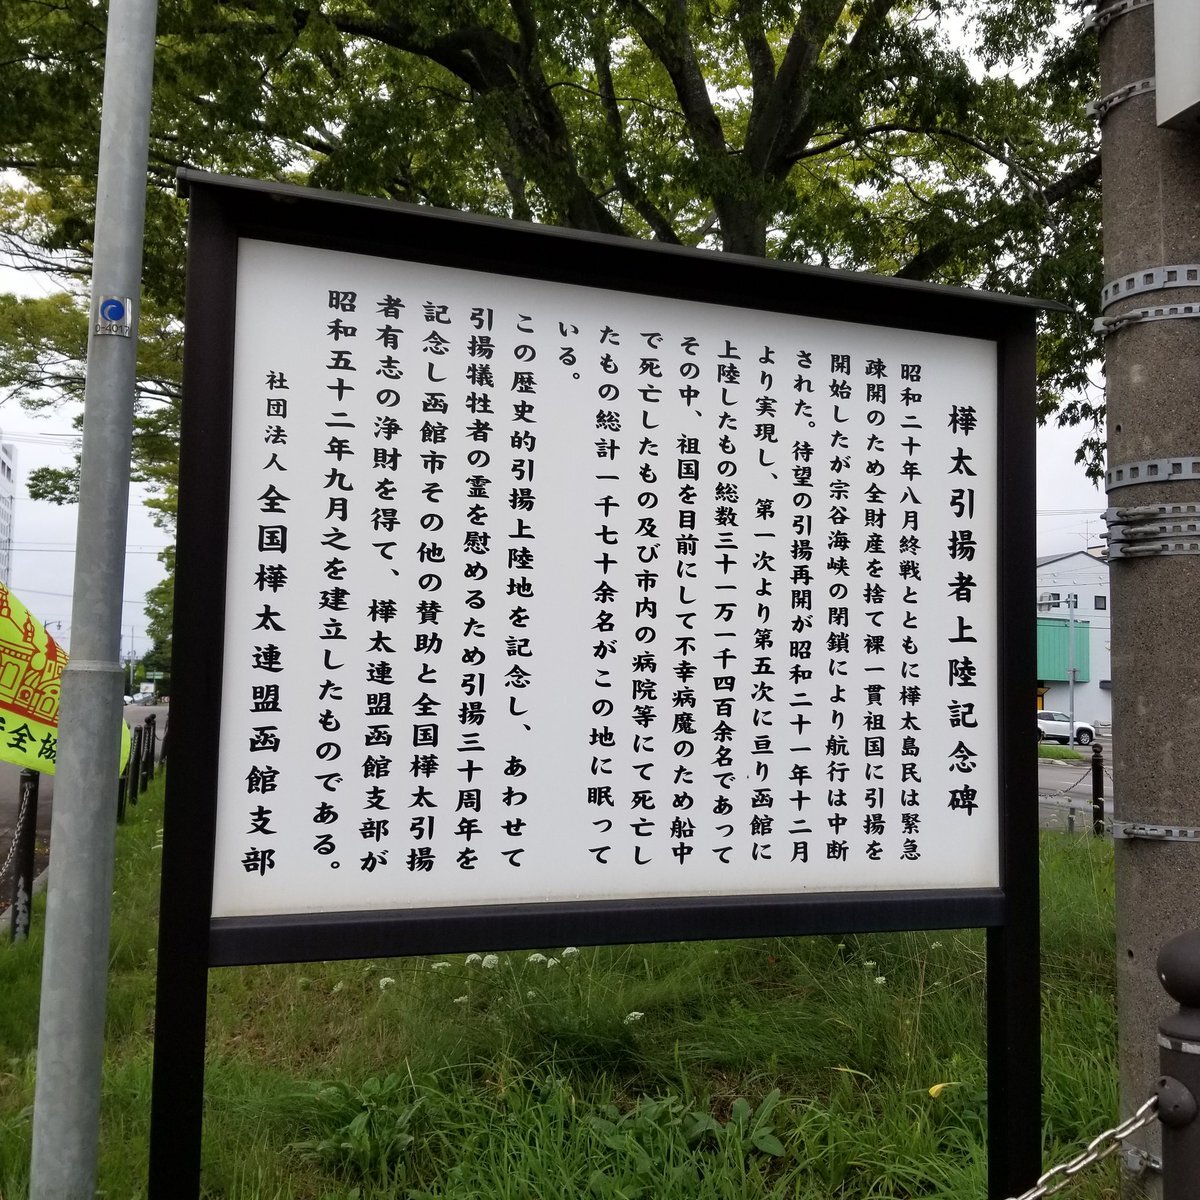 樺太引揚者上陸記念碑
昭和二十年八月終戦とともに樺太島民は緊急
疎開のため全財産を捨て裸一貫祖国に引揚を
開始したが宗谷海峡の閉鎖により航行は中断
された。待望の引揚再開が昭和二十一年十二月
より実現し、第一次より第五次に亘り函館に
上陸したもの総数三十一万一千四百余名であって
その中、祖国を目前にして不幸病魔のため船中
で死亡したもの及び市内の病院等にて死亡し
たもの総計一千七十余名がこの地に眠って
いる。
この歴史的引揚上陸地を記念し、あわせて
引揚犠牲者の霊を慰めるため引揚三十周年を
記念し函館市その他の賛助と全国樺太引揚
者有志の浄財を得て、樺太連盟函館支部が
昭和五十二年九月之を建立したものである。
社団法人全国樺太連盟函館支部
0-4017
全